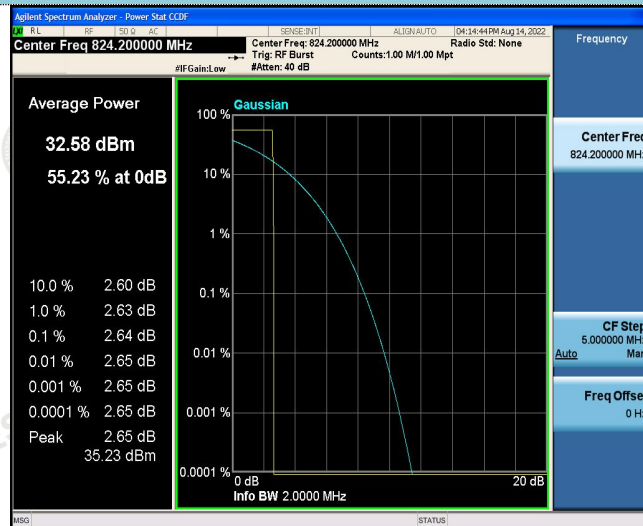 Agilent Spectrum Analyzer - Power Stat CCDF
RL RF 50 Ω AC SENSE:INT ALIGN AUTO 04:14:44 PM Aug 14, 2022
Center Freq 824.200000 MHz
Center Freq: 824.200000 MHz Radio Std: None
Trig: RF Burst Counts:1.00 M/1.00 Mpt
#IFGain:Low #Atten: 40 dB
Frequency
Average Power
32.58 dBm
55.23 % at 0dB
10.0 % 2.60 dB
1.0 % 2.63 dB
0.1 % 2.64 dB
0.01 % 2.65 dB
0.001 % 2.65 dB
0.0001 % 2.65 dB
Peak 2.65 dB
35.23 dBm
Gaussian
100 %
10 %
1 %
0.1 %
0.01 %
0.001 %
0.0001 %
0 dB 20 dB
Info BW 2.0000 MHz
Center Freq
824.200000 MHz
CF Step
5.000000 MHz
Auto Man
Freq Offset
0 Hz
MSG STATUS